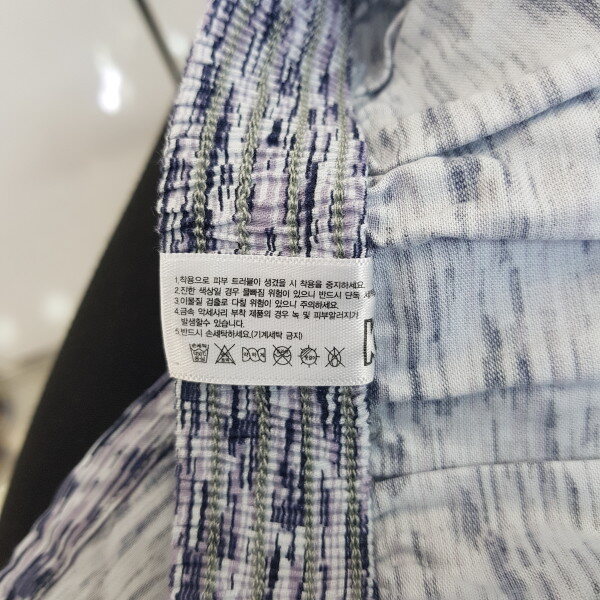 1.착용으로 피부 트러블이 생겼을 시 착용을 중지하세요.
2.진한 색상일 경우 물빠짐 위험이 있으니 반드시 단독
3.이물질 검출로 다칠 위험이 있으니 주의하세요.
4.금속 악세사리 부착 제품의 경우 녹 및 피부알러지가
발생할수 있습니다.
5.반드시 손세탁하세요.(기계세탁 금지)